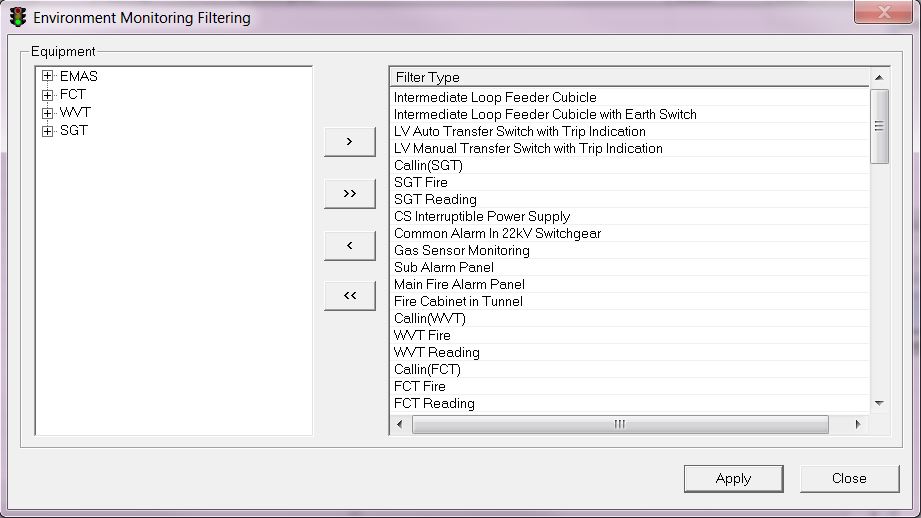 Environment Monitoring Filtering
Equipment
EMAS
FCT
WVT
SGT
>
>>
<
<<
Filter Type
Intermediate Loop Feeder Cubicle
Intermediate Loop Feeder Cubicle with Earth Switch
LV Auto Transfer Switch with Trip Indication
LV Manual Transfer Switch with Trip Indication
Callin(SGT)
SGT Fire
SGT Reading
CS Interruptible Power Supply
Common Alarm In 22kV Switchgear
Gas Sensor Monitoring
Sub Alarm Panel
Main Fire Alarm Panel
Fire Cabinet in Tunnel
Callin(WVT)
WVT Fire
WVT Reading
Callin(FCT)
FCT Fire
FCT Reading
Apply
Close